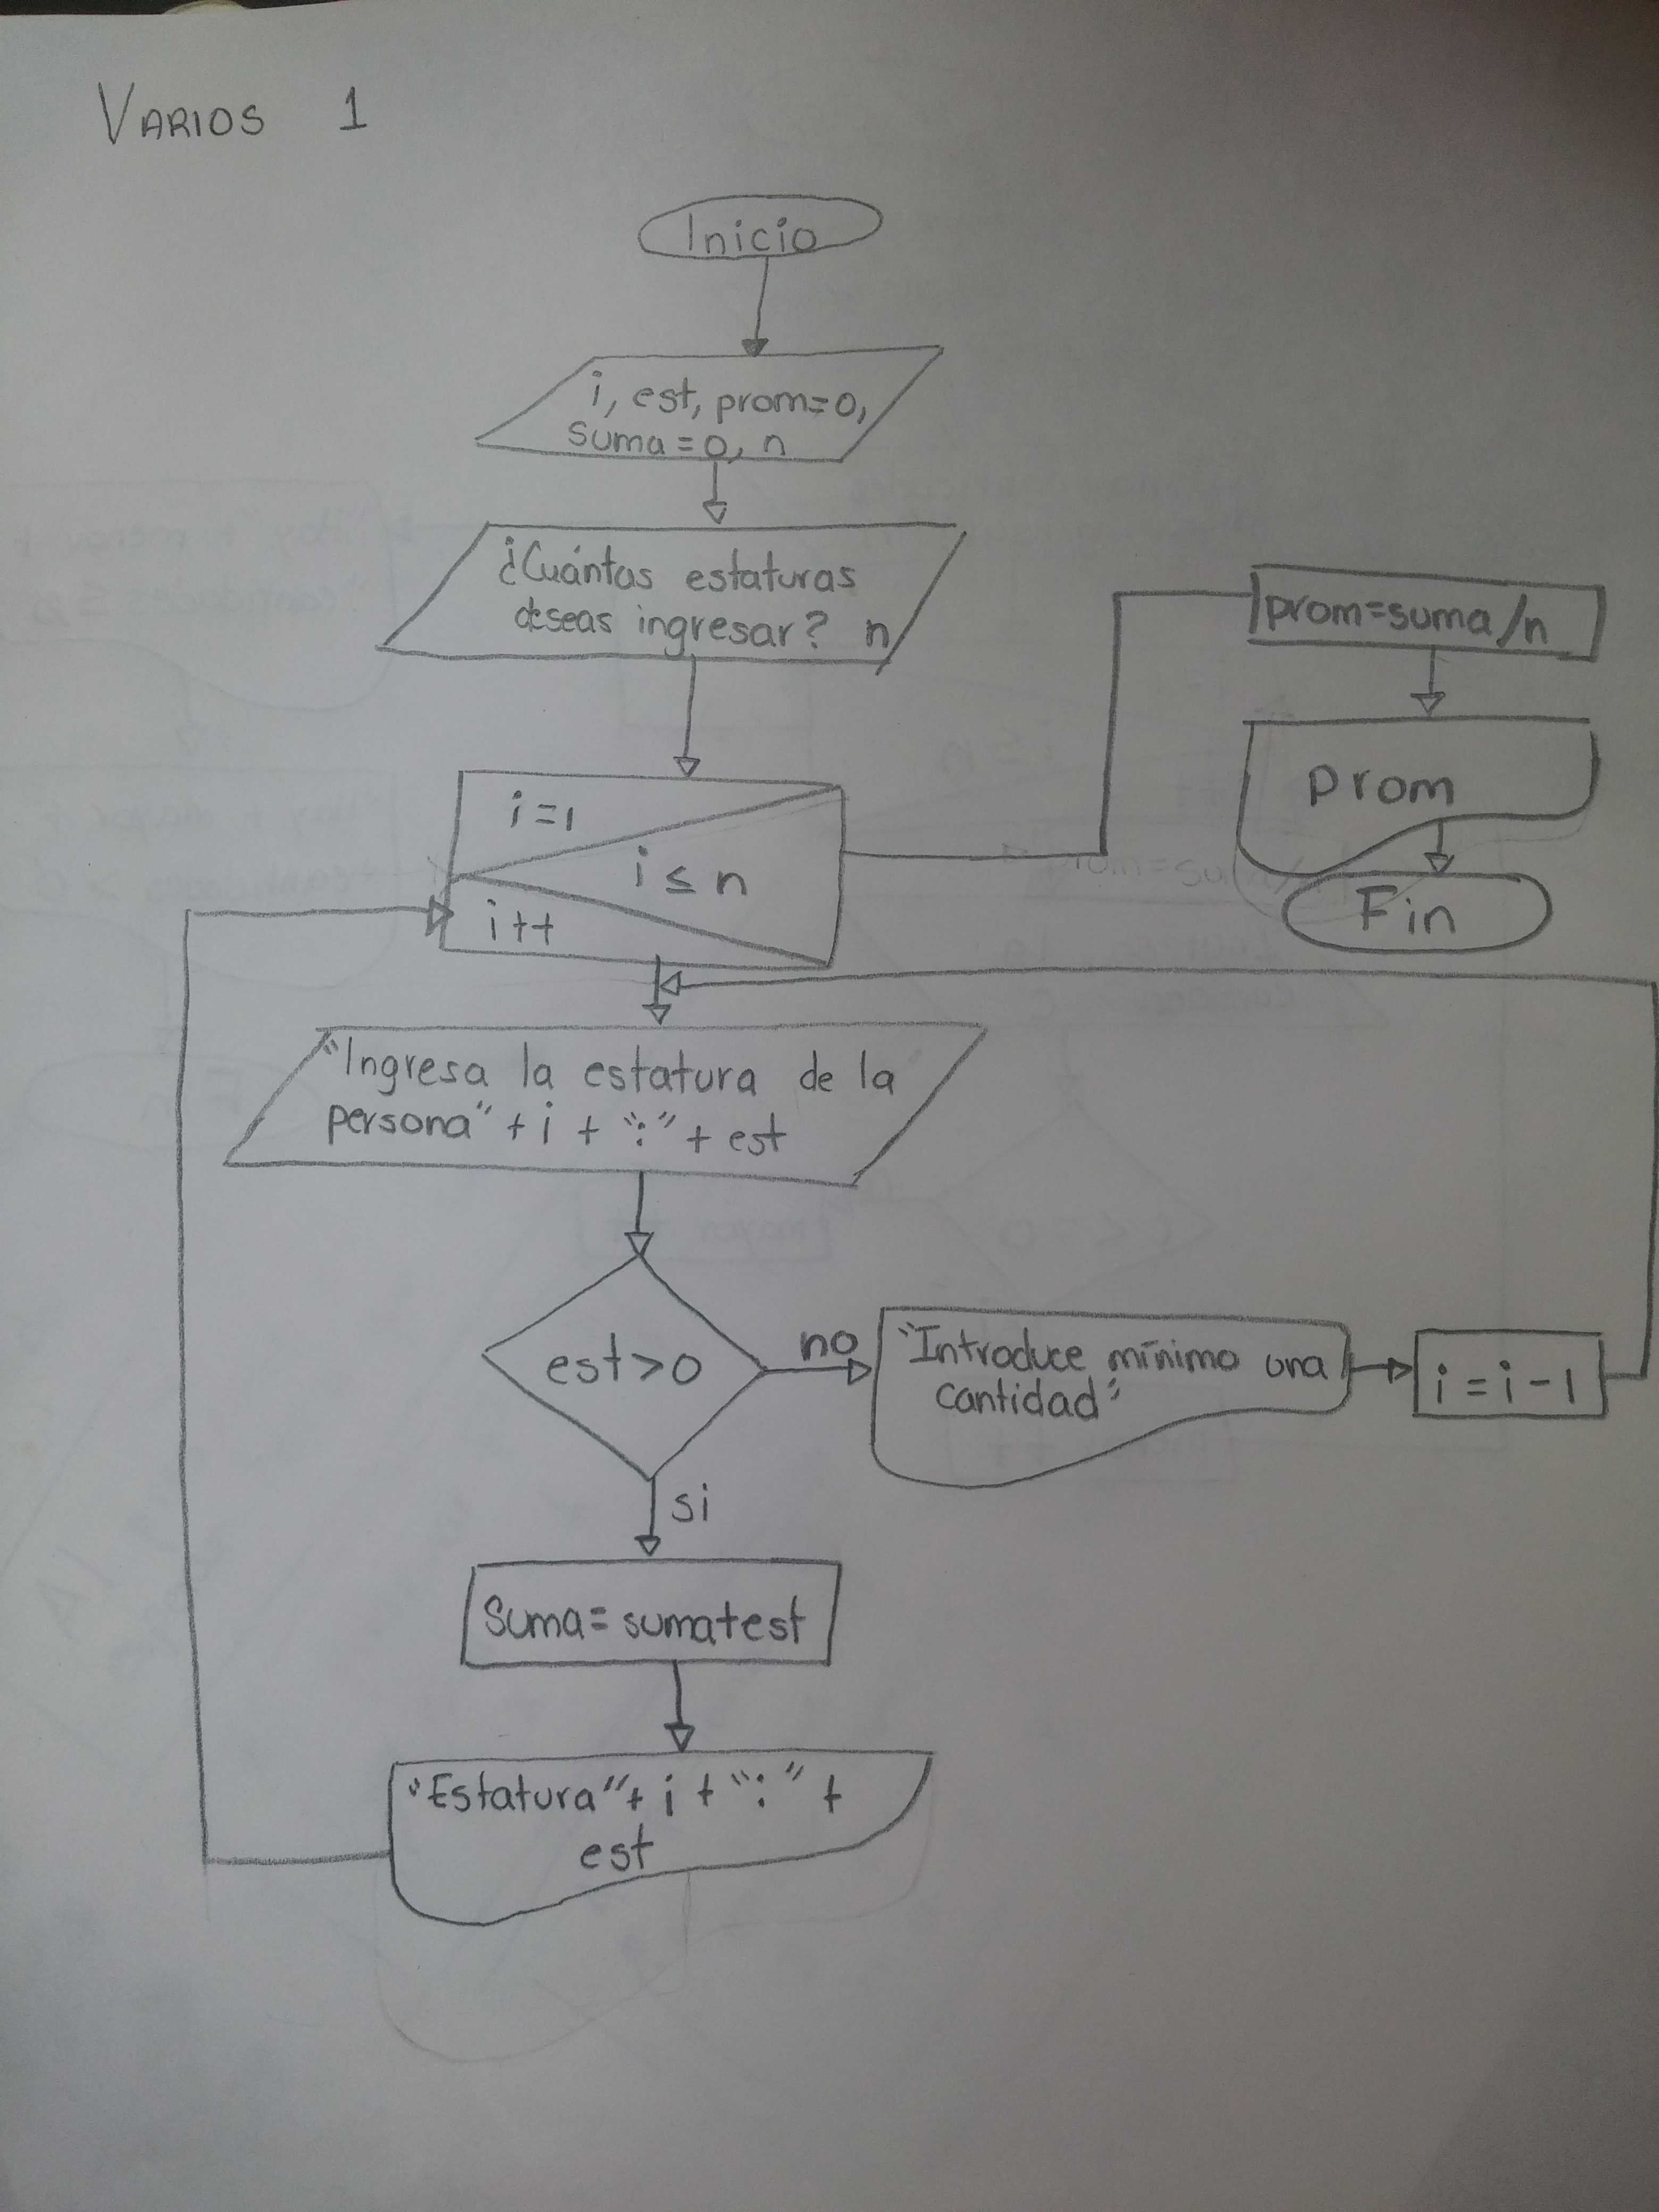 VARIOS 1
Inicio
i, est, prom=0,
suma=0, n
¿Cuántas estaturas
deseas ingresar? n
i=1
i ≤ n
i++
prom=suma/n
prom
Fin
"Ingresa la estatura de la
persona" + i + ":" + est
est>0
no
"Introduce mínimo una
cantidad"
i = i - 1
si
Suma=suma+est
"Estatura"+ i + ":" +
est